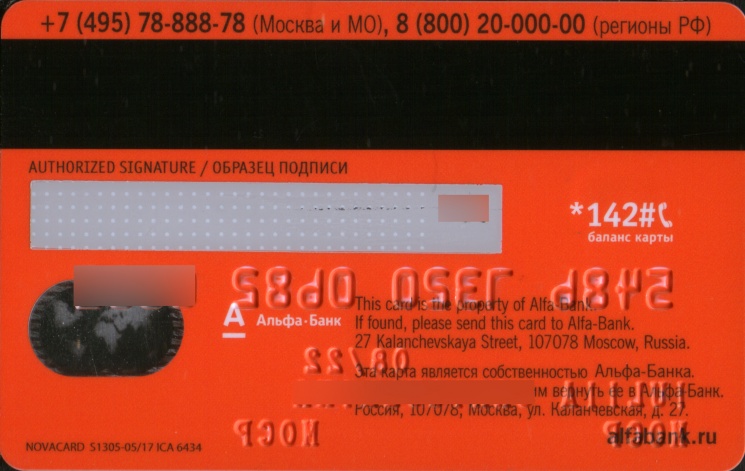 +7 (495) 78-888-78 (Москва и МО), 8 (800) 20-000-00 (регионы РФ)
AUTHORIZED SIGNATURE / ОБРАЗЕЦ ПОДПИСИ
*142#
баланс карты
А Альфа·Банк
This card is the property of Alfa-Bank.
If found, please send this card to Alfa-Bank.
27 Kalanchevskaya Street, 107078 Moscow, Russia.
Эта карта является собственностью Альфа-Банка.
вернуть ее в Альфа-Банк.
Россия, 107078, Москва, ул. Каланчевская, д. 27.
alfabank.ru
NOVACARD S1305-05/17 ICA 6434